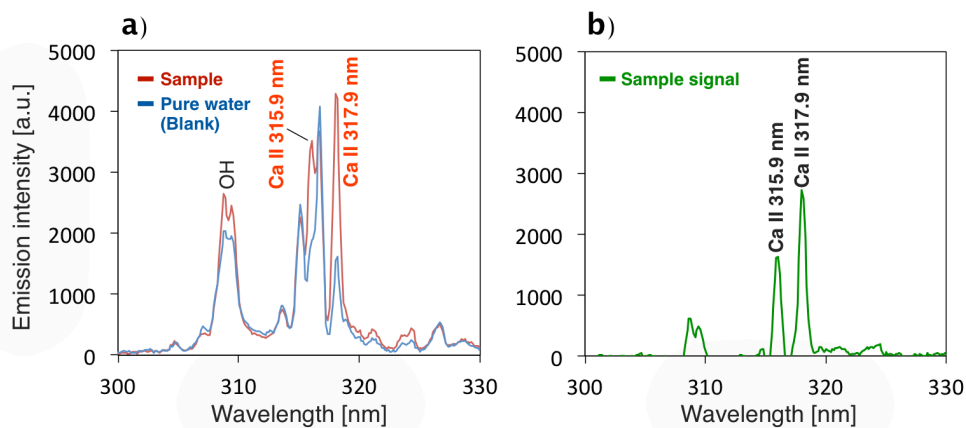 a)
5000
4000
3000
2000
1000
0
Emission intensity [a.u.]
Sample
Pure water
(Blank)
OH
Ca II 315.9 nm
Ca II 317.9 nm
300
310
320
330
Wavelength [nm]
b)
5000
4000
3000
2000
1000
0
Sample signal
Ca II 315.9 nm
Ca II 317.9 nm
300
310
320
330
Wavelength [nm]